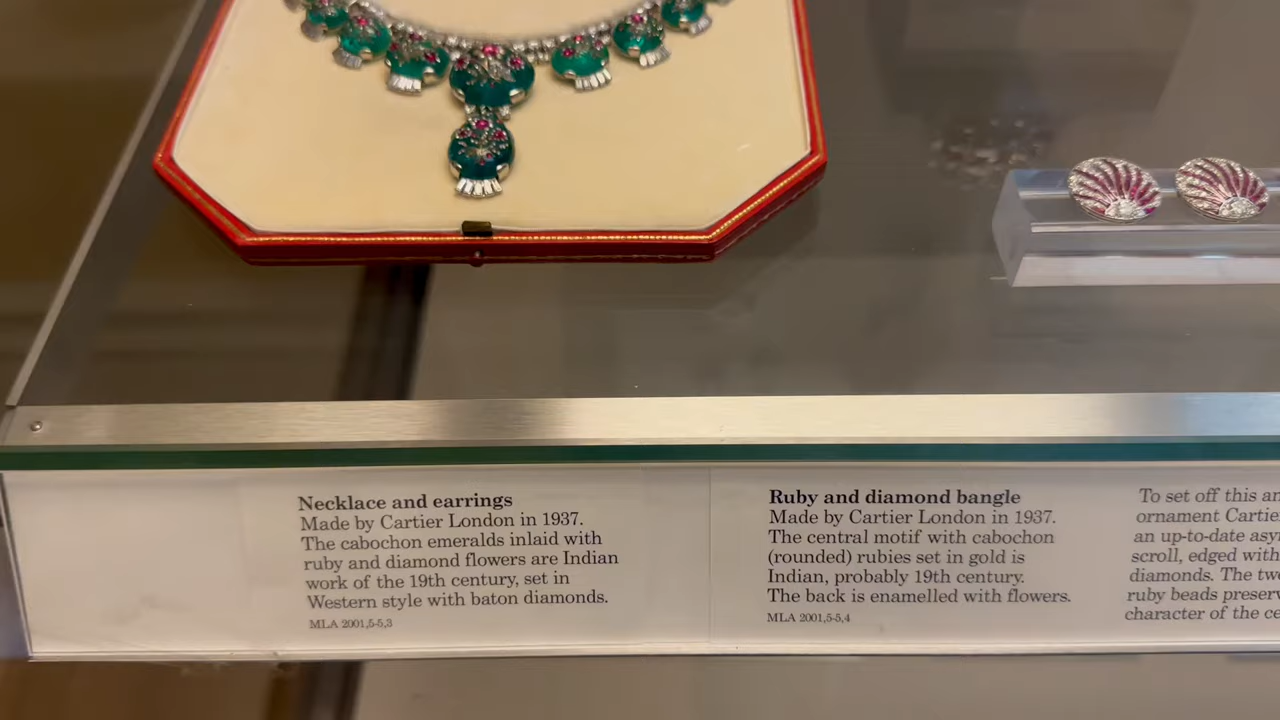 Necklace and earrings
Made by Cartier London in 1937.
The cabochon emeralds inlaid with
ruby and diamond flowers are Indian
work of the 19th century, set in
Western style with baton diamonds.
MLA 2001,5-5,3
Ruby and diamond bangle
Made by Cartier London in 1937.
The central motif with cabochon
(rounded) rubies set in gold is
Indian, probably 19th century.
The back is enamelled with flowers.
MLA 2001,5-5,4
To set off this
ornament
an up-to-date
scroll, edged with
diamonds. The
ruby beads
character of the